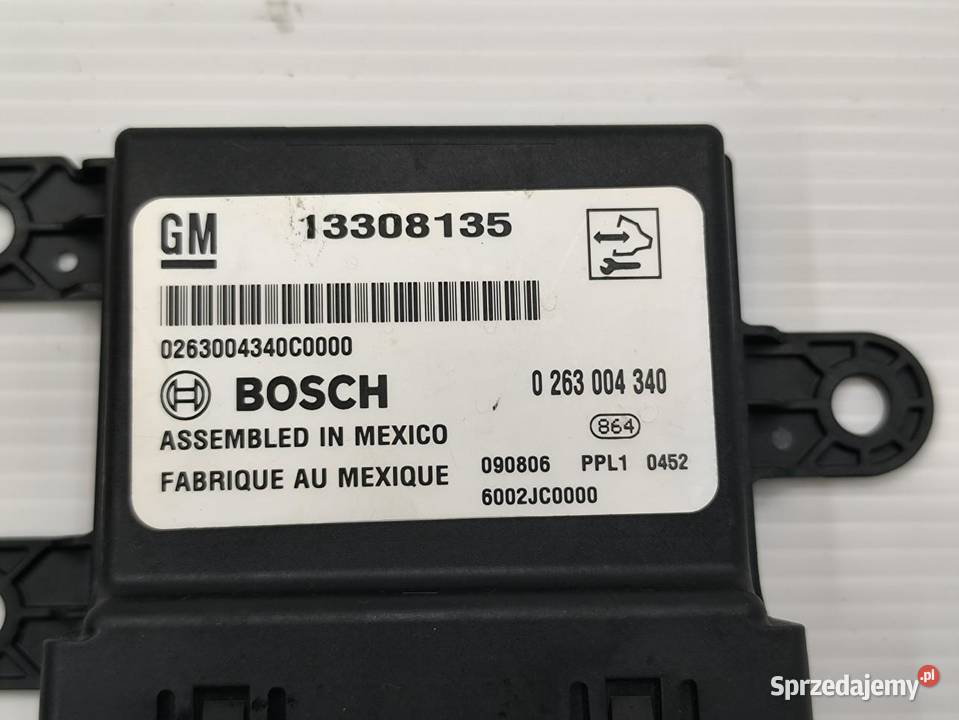 GM 13308135
0263004340C0000
BOSCH 0 263 004 340
864
ASSEMBLED IN MEXICO
FABRIQUE AU MEXIQUE
090806 PPL1 0452
6002JC0000
Sprzedajemy.pl